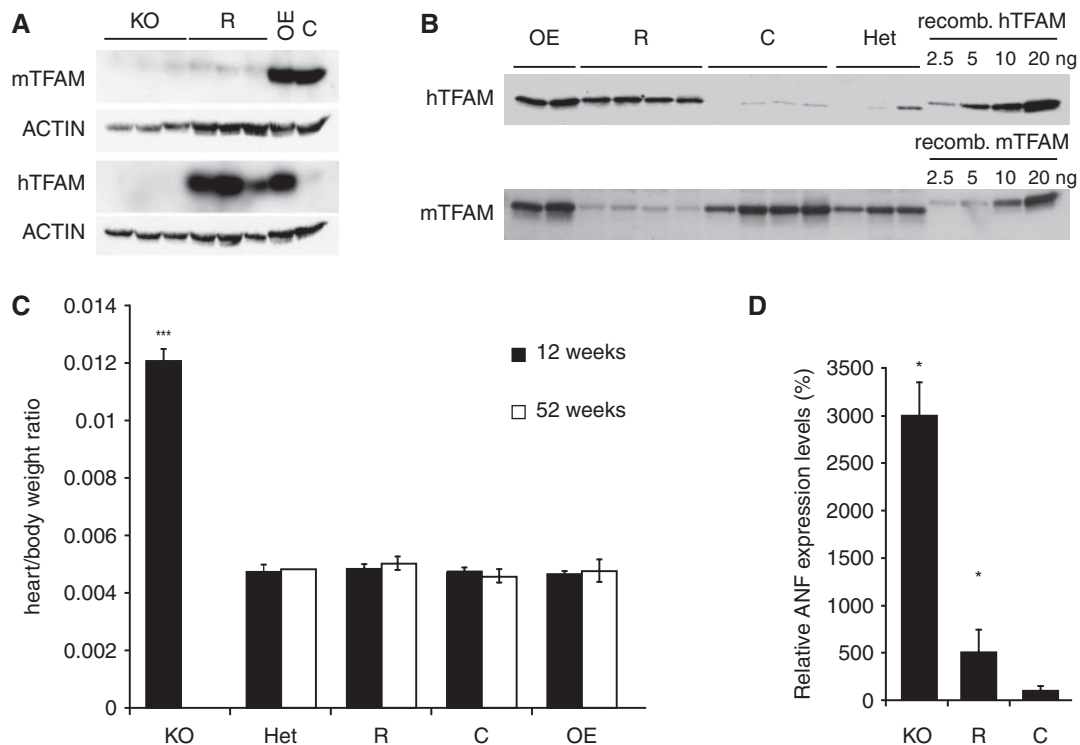 A
KO R OE C
mTFAM
ACTIN
hTFAM
ACTIN
B
OE R C Het recomb. hTFAM
2.5 5 10 20 ng
hTFAM
recomb. mTFAM
2.5 5 10 20 ng
mTFAM
C
heart/body weight ratio
0.014
0.012
0.01
0.008
0.006
0.004
0.002
0
***
12 weeks
52 weeks
KO Het R C OE
D
Relative ANF expression levels (%)
3500
3000
2500
2000
1500
1000
500
0
*
*
KO R C